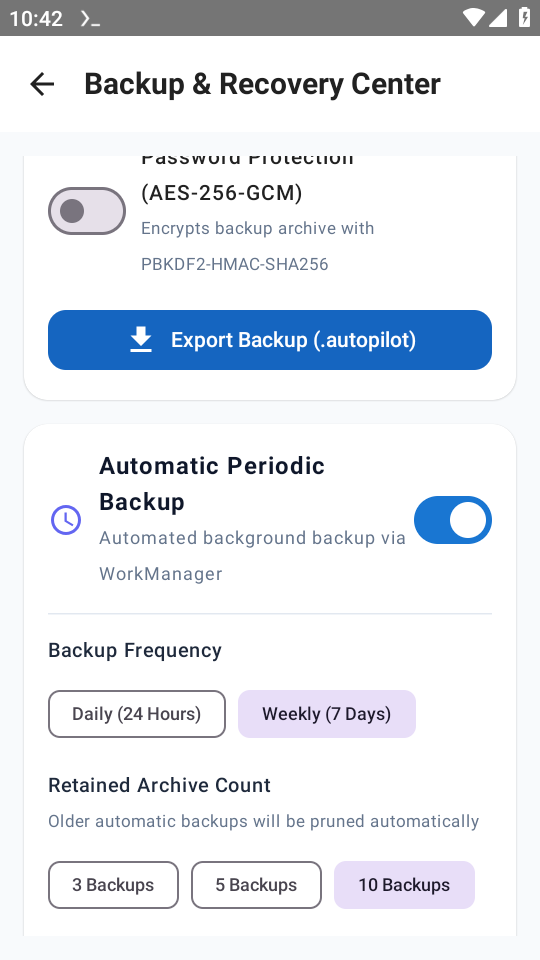 10:42
Backup & Recovery Center
Password Protection
(AES-256-GCM)
Encrypts backup archive with
PBKDF2-HMAC-SHA256
Export Backup (.autopilot)
Automatic Periodic
Backup
Automated background backup via
WorkManager
Backup Frequency
Daily (24 Hours)
Weekly (7 Days)
Retained Archive Count
Older automatic backups will be pruned automatically
3 Backups
5 Backups
10 Backups